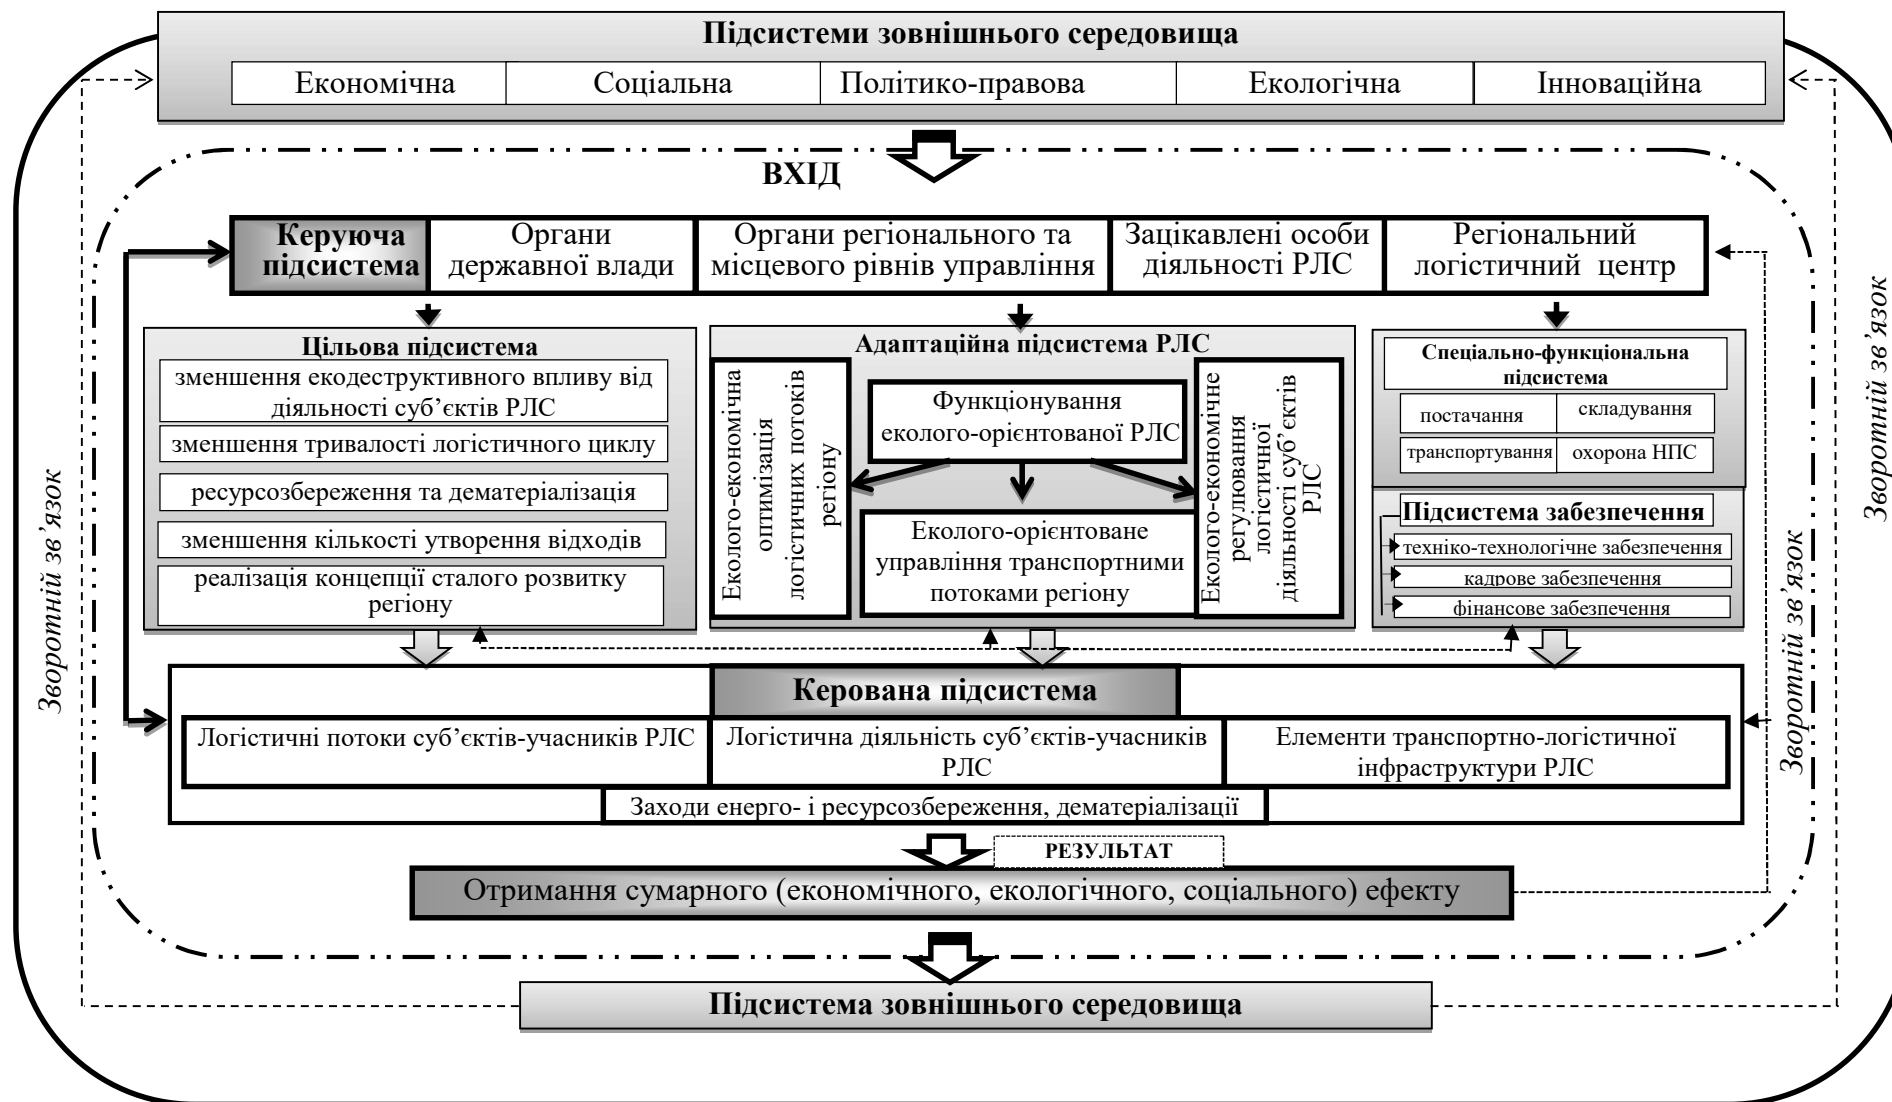 Підсистеми зовнішнього середовища
Економічна
Соціальна
Політико-правова
Екологічна
Інноваційна
ВХІД
Керуюча
підсистема
Органи
державної влади
Органи регіонального та
місцевого рівнів управління
Зацікавлені особи
діяльності РЛС
Регіональний
логістичний центр
Цільова підсистема
зменшення екодеструктивного впливу від
діяльності суб’єктів РЛС
зменшення тривалості логістичного циклу
ресурсозбереження та дематеріалізація
зменшення кількості утворення відходів
реалізація концепції сталого розвитку
регіону
Адаптаційна підсистема РЛС
Еколого-економічна
оптимізація
логістичних потоків
регіону
Функціонування
еколого-орієнтованої РЛС
Еколого-орієнтоване
управління транспортними
потоками регіону
Еколого-економічне
регулювання
логістичної
діяльності суб’єктів
РЛС
Спеціально-функціональна
підсистема
постачання
складування
транспортування
охорона НПС
Підсистема забезпечення
техніко-технологічне забезпечення
кадрове забезпечення
фінансове забезпечення
Керована підсистема
Логістичні потоки суб’єктів-учасників РЛС
Логістична діяльність суб’єктів-учасників
РЛС
Елементи транспортно-логістичної
інфраструктури РЛС
Заходи енерго- і ресурсозбереження, дематеріалізації
РЕЗУЛЬТАТ
Отримання сумарного (економічного, екологічного, соціального) ефекту
Підсистема зовнішнього середовища
Зворотній зв’язок
Зворотній зв’язок
Зворотній зв’язок